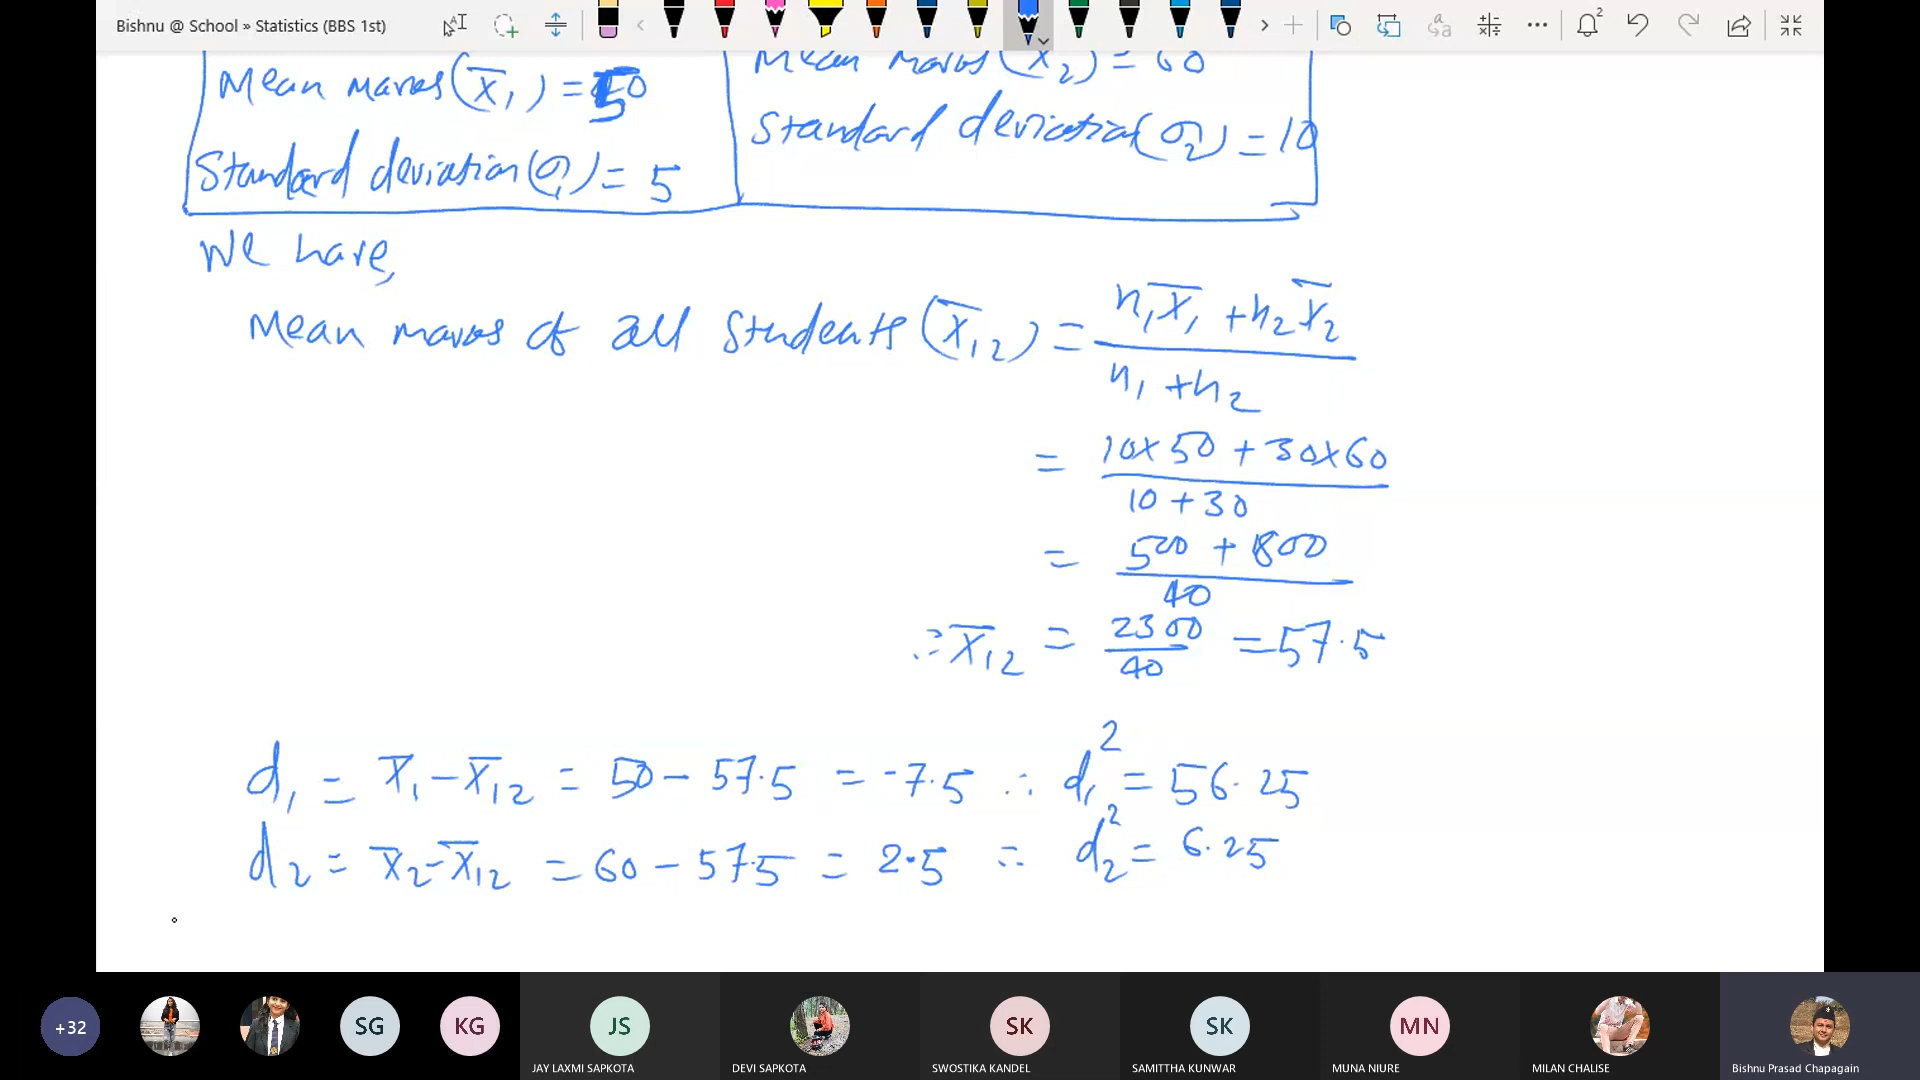 Bishnu @ School » Statistics (BBS 1st)
2
Mean marks (x̄₁) = 50
Standard deviation (σ₁) = 5
Mean marks (x̄₂) = 60
Standard deviation (σ₂) = 10
We have,
Mean marks of all students (x̄₁₂) = n₁x̄₁ + n₂x̄₂
n₁ + n₂
= 10x50 + 30x60
10 + 30
= 500 + 800
40
∴ x̄₁₂ = 2300 = 57.5
40
d₁ = x̄₁ - x̄₁₂ = 50 - 57.5 = -7.5 ∴ d₁² = 56.25
d₂ = x̄₂ - x̄₁₂ = 60 - 57.5 = 2.5 ∴ d₂² = 6.25
+32
SG
KG
JS
SK
SK
MN
JAY LAXMI SAPKOTA
DEVI SAPKOTA
SWOSTIKA KANDEL
SAMITTHA KUNWAR
MUNA NIURE
MILAN CHALISE
Bishnu Prasad Chapagain